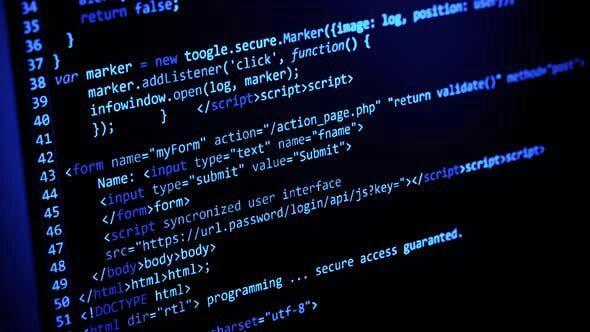 34
35 return false;
36 }
37 }
38 var marker = new toogle.secure.Marker({image: log, position: user});
39 marker.addListener('click', function() {
40 infowindow.open(log, marker);
41 }); } </script>script>script>
42
43 <form name="myForm" action="/action_page.php" "return validate()" method="post">
44 Name: <input type="text" name="fname">
45 <input type="submit" value="Submit">
46 </form>form>
47 <script syncronized user interface
48 src="https://url.password/login/api/js?key="></script>script>script>
49 </body>body>body>
50 </html>html>html>;
51 <!DOCTYPE html>
<html dir="rtl"> programming ... secure access guaranted.
charset="utf-8">